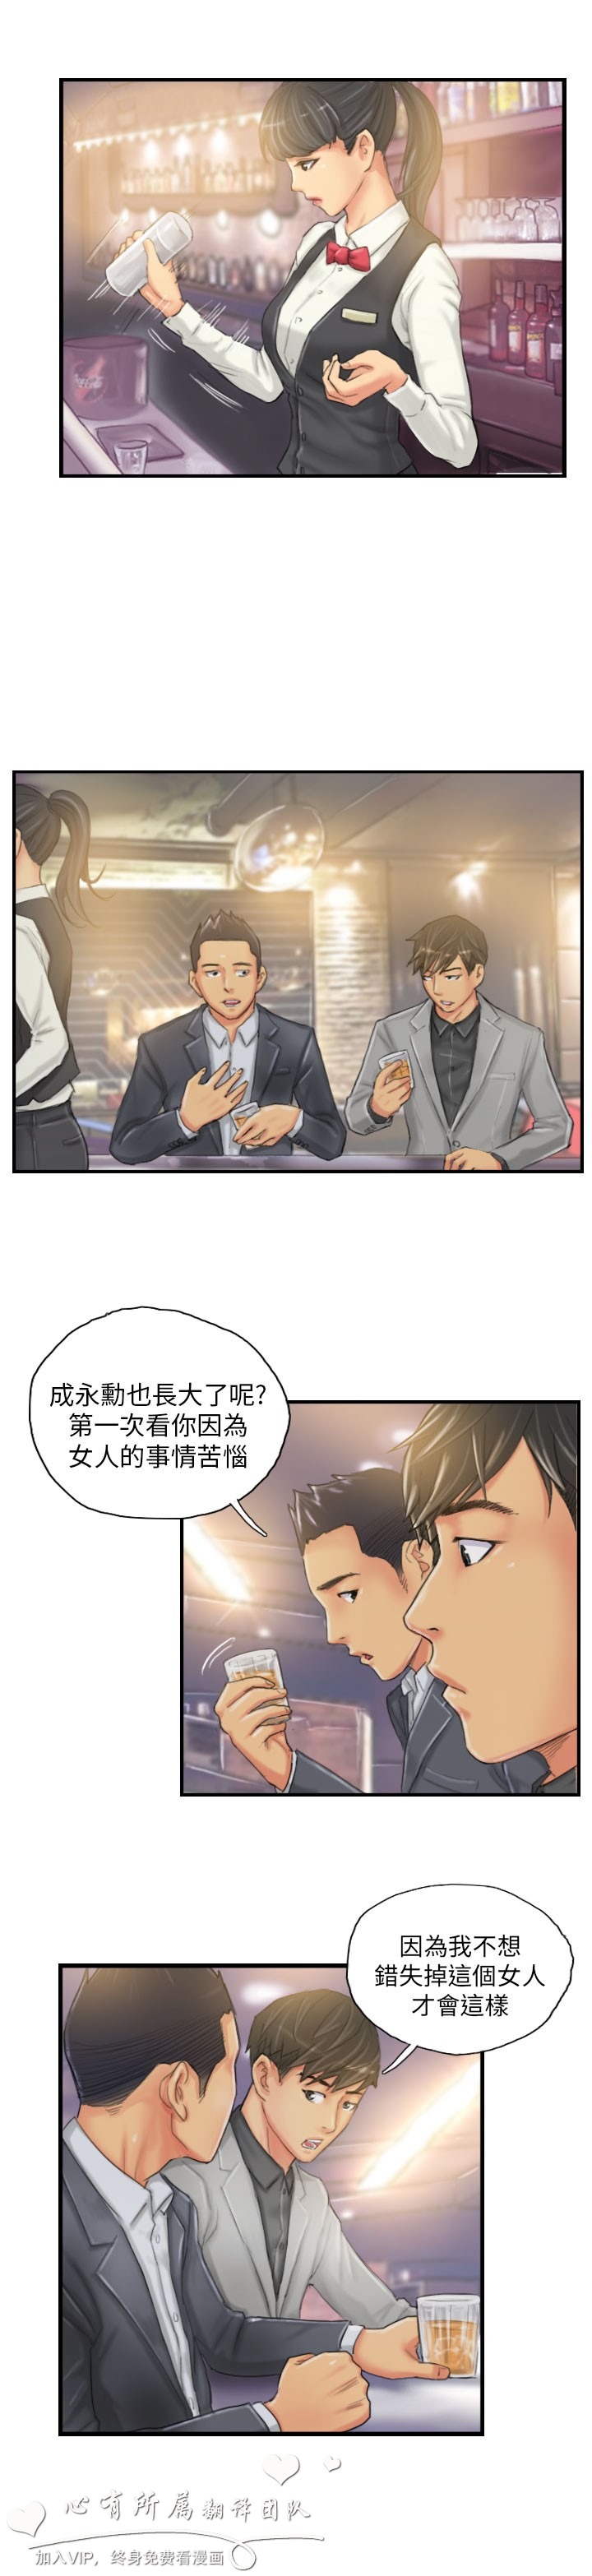 成永勳也長大了呢?
第一次看你因為
女人的事情苦惱
因為我不想
錯失掉這個女人
才會這樣
心有所属翻译团队
加入VIP，终身免费看漫画